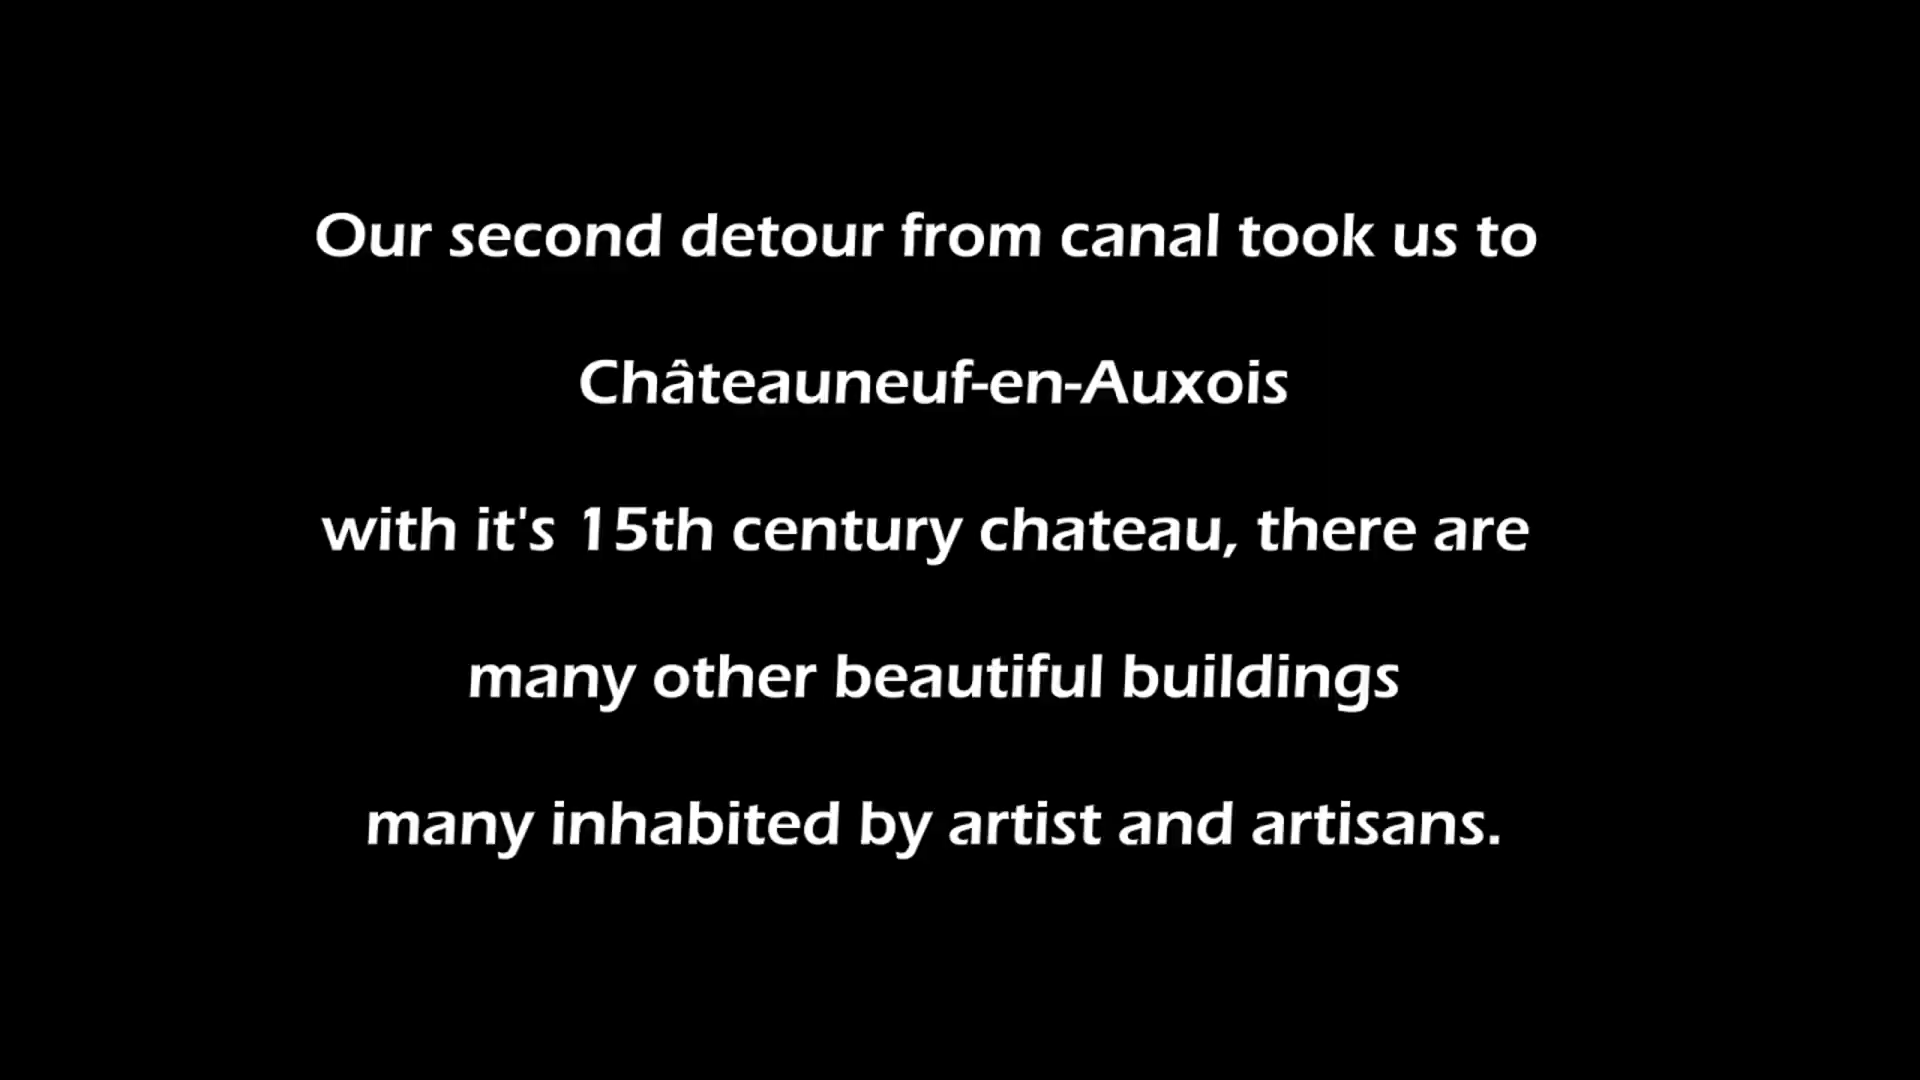 Our second detour from canal took us to
Châteauneuf-en-Auxois
with it's 15th century chateau, there are
many other beautiful buildings
many inhabited by artist and artisans.